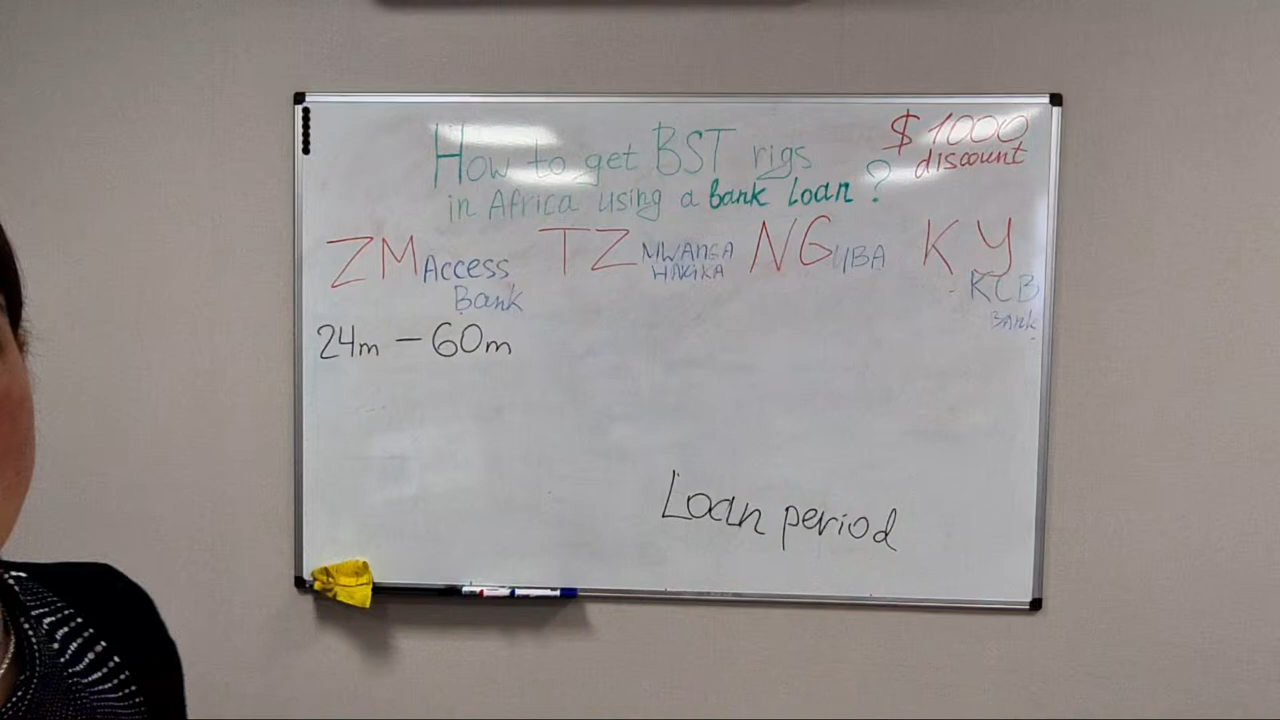 How to get BST rigs
in Africa using a bank loan?
$1000
discount
ZM Access
Bank
TZ MWANGA
HAKIKA
NG UBA
KY
KCB
BANK
24m – 60m
Loan period